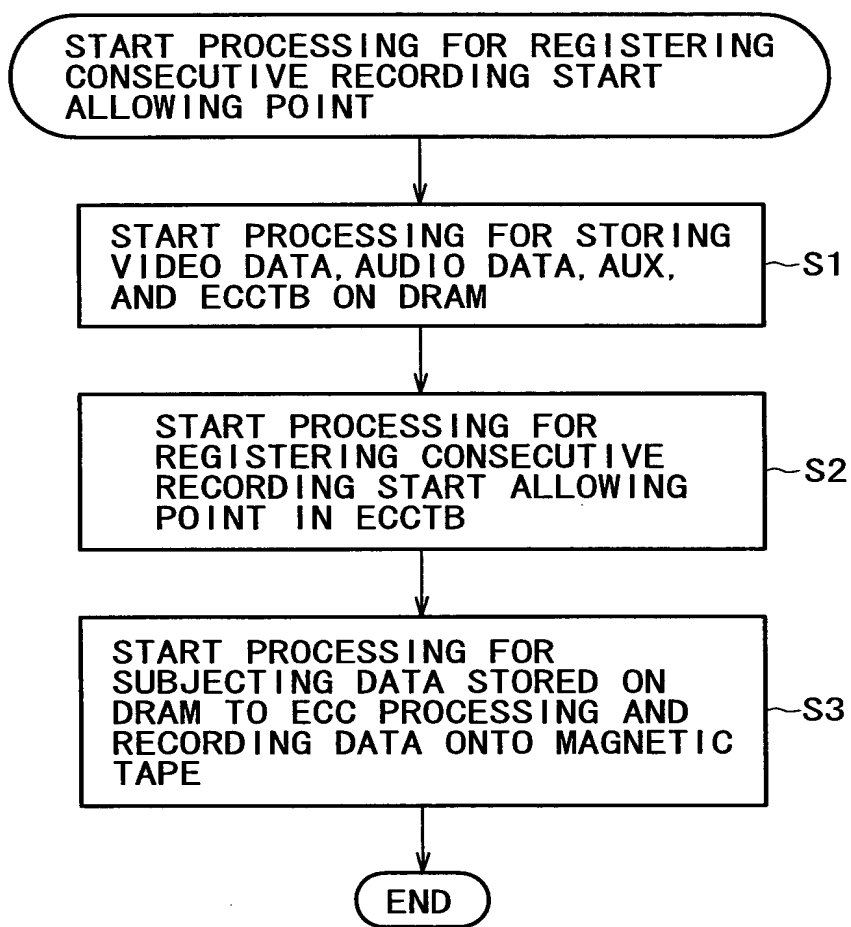 START PROCESSING FOR REGISTERING
CONSECUTIVE RECORDING START
ALLOWING POINT
START PROCESSING FOR STORING
VIDEO DATA, AUDIO DATA, AUX,
AND ECCTB ON DRAM
S1
START PROCESSING FOR
REGISTERING CONSECUTIVE
RECORDING START ALLOWING
POINT IN ECCTB
S2
START PROCESSING FOR
SUBJECTING DATA STORED ON
DRAM TO ECC PROCESSING AND
RECORDING DATA ONTO MAGNETIC
TAPE
S3
END